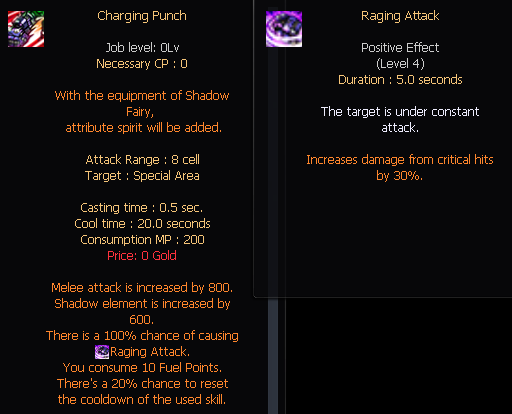 Charging Punch
Job level: 0Lv
Necessary CP : 0
With the equipment of Shadow
Fairy,
attribute spirit will be added.
Attack Range : 8 cell
Target : Special Area
Casting time : 0.5 sec.
Cool time : 20.0 seconds
Consumption MP : 200
Price: 0 Gold
Melee attack is increased by 800.
Shadow element is increased by
600.
There is a 100% chance of causing
Raging Attack.
You consume 10 Fuel Points.
There's a 20% chance to reset
the cooldown of the used skill.
Raging Attack
Positive Effect
(Level 4)
Duration : 5.0 seconds
The target is under constant
attack.
Increases damage from critical hits
by 30%.